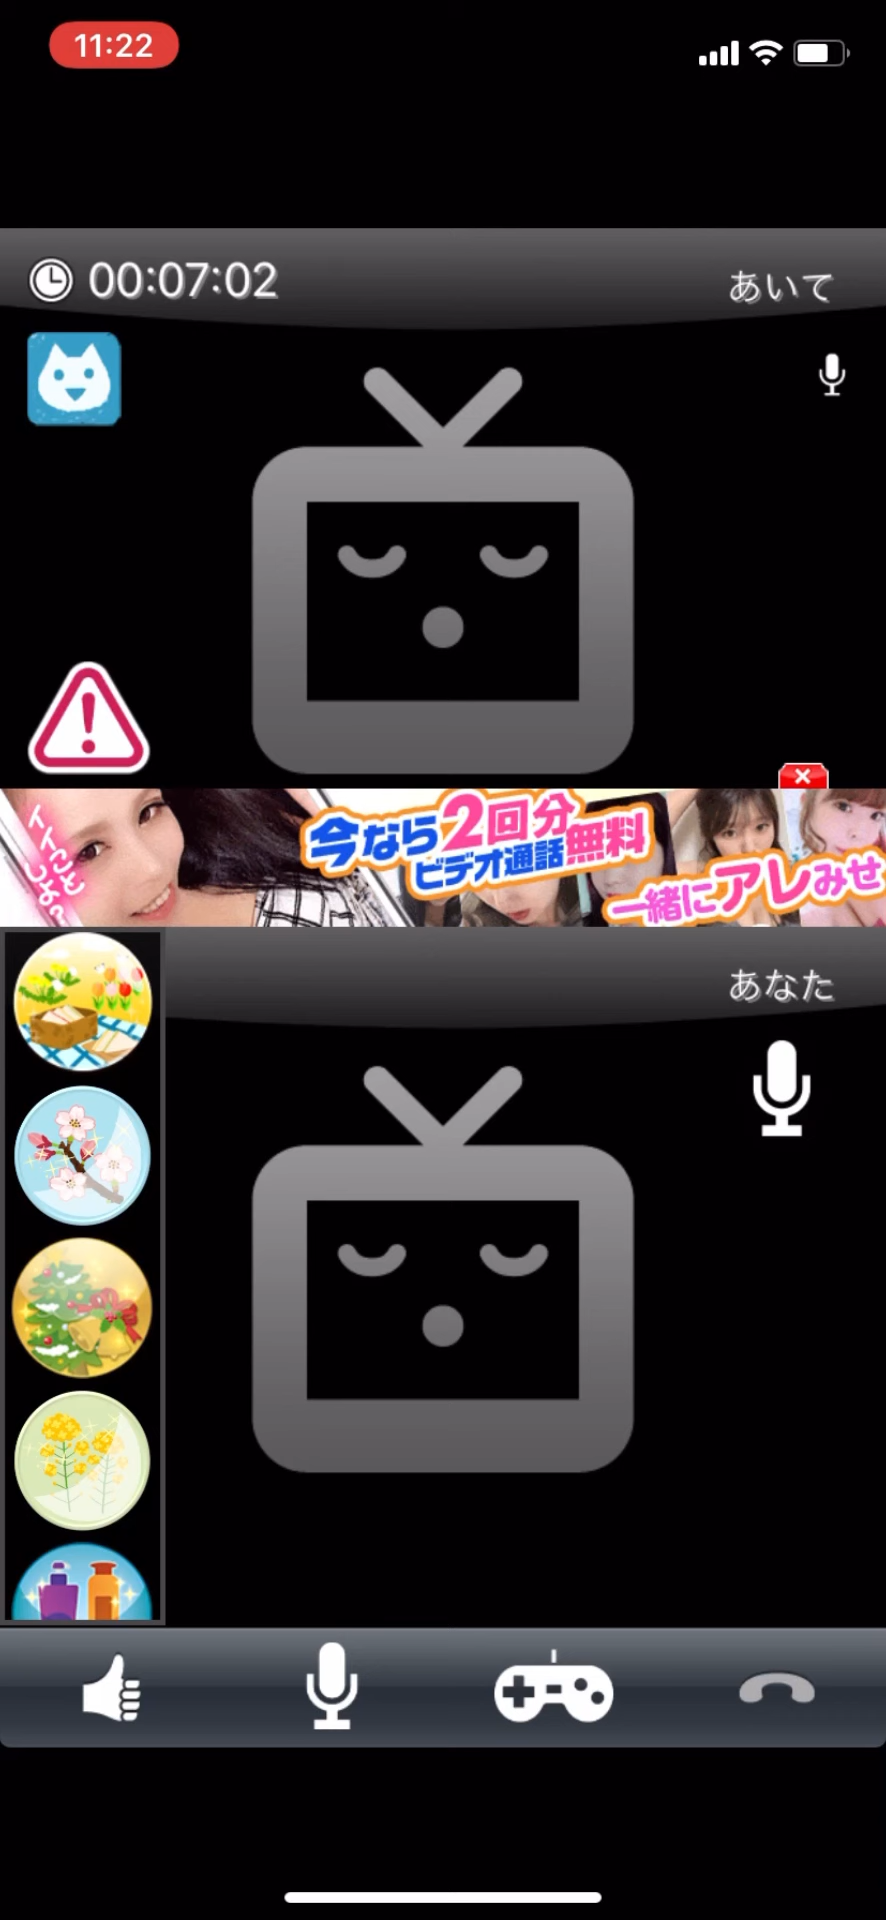 11:22
00:07:02
あいて
イイこと
しよ？
今なら2回分
ビデオ通話無料
一緒にアレみせ
あなた